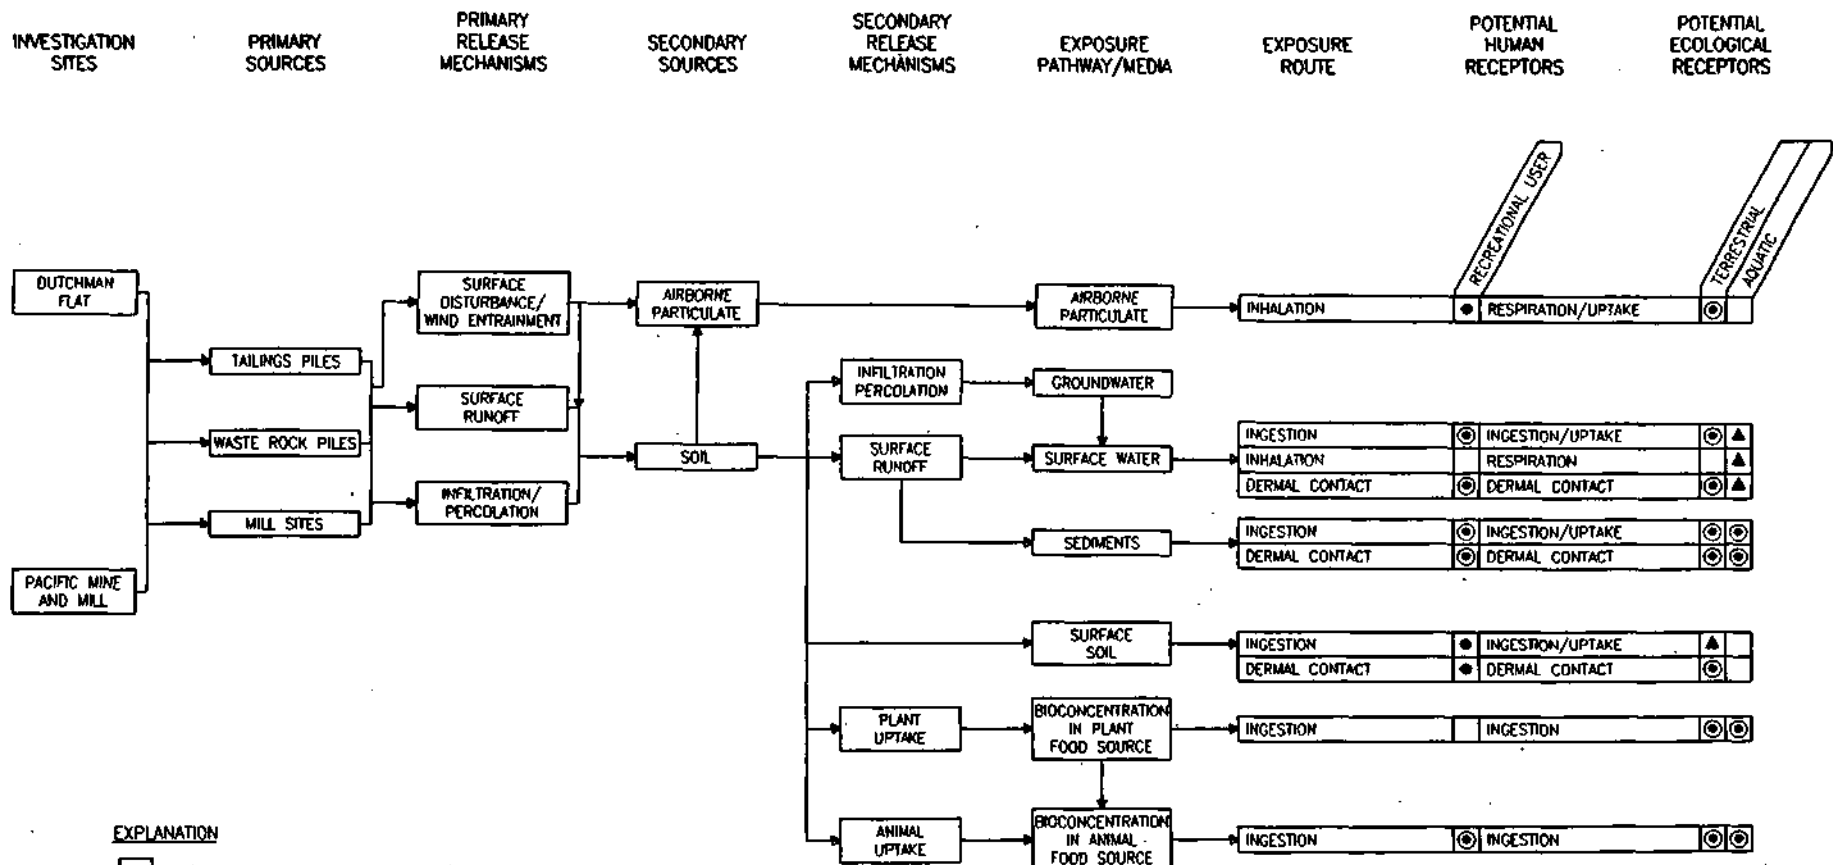 INVESTIGATION
SITES
PRIMARY
SOURCES
PRIMARY
RELEASE
MECHANISMS
SECONDARY
SOURCES
SECONDARY
RELEASE
MECHANISMS
EXPOSURE
PATHWAY/MEDIA
EXPOSURE
ROUTE
POTENTIAL
HUMAN
RECEPTORS
POTENTIAL
ECOLOGICAL
RECEPTORS
RECREATIONAL USER
TERRESTRIAL
AQUATIC
DUTCHMAN
FLAT
PACIFIC MINE
AND MILL
TAILINGS PILES
WASTE ROCK PILES
MILL SITES
SURFACE
DISTURBANCE/
WIND ENTRAINMENT
SURFACE
RUNOFF
INFILTRATION/
PERCOLATION
AIRBORNE
PARTICULATE
SOIL
INFILTRATION
PERCOLATION
SURFACE
RUNOFF
PLANT
UPTAKE
ANIMAL
UPTAKE
AIRBORNE
PARTICULATE
GROUNDWATER
SURFACE WATER
SEDIMENTS
SURFACE
SOIL
BIOCONCENTRATION
IN PLANT
FOOD SOURCE
BIOCONCENTRATION
IN ANIMAL
FOOD SOURCE
INHALATION RESPIRATION/UPTAKE
INGESTION INGESTION/UPTAKE
INHALATION RESPIRATION
DERMAL CONTACT DERMAL CONTACT
INGESTION INGESTION/UPTAKE
DERMAL CONTACT DERMAL CONTACT
INGESTION INGESTION/UPTAKE
DERMAL CONTACT DERMAL CONTACT
INGESTION INGESTION
INGESTION INGESTION
EXPLANATION